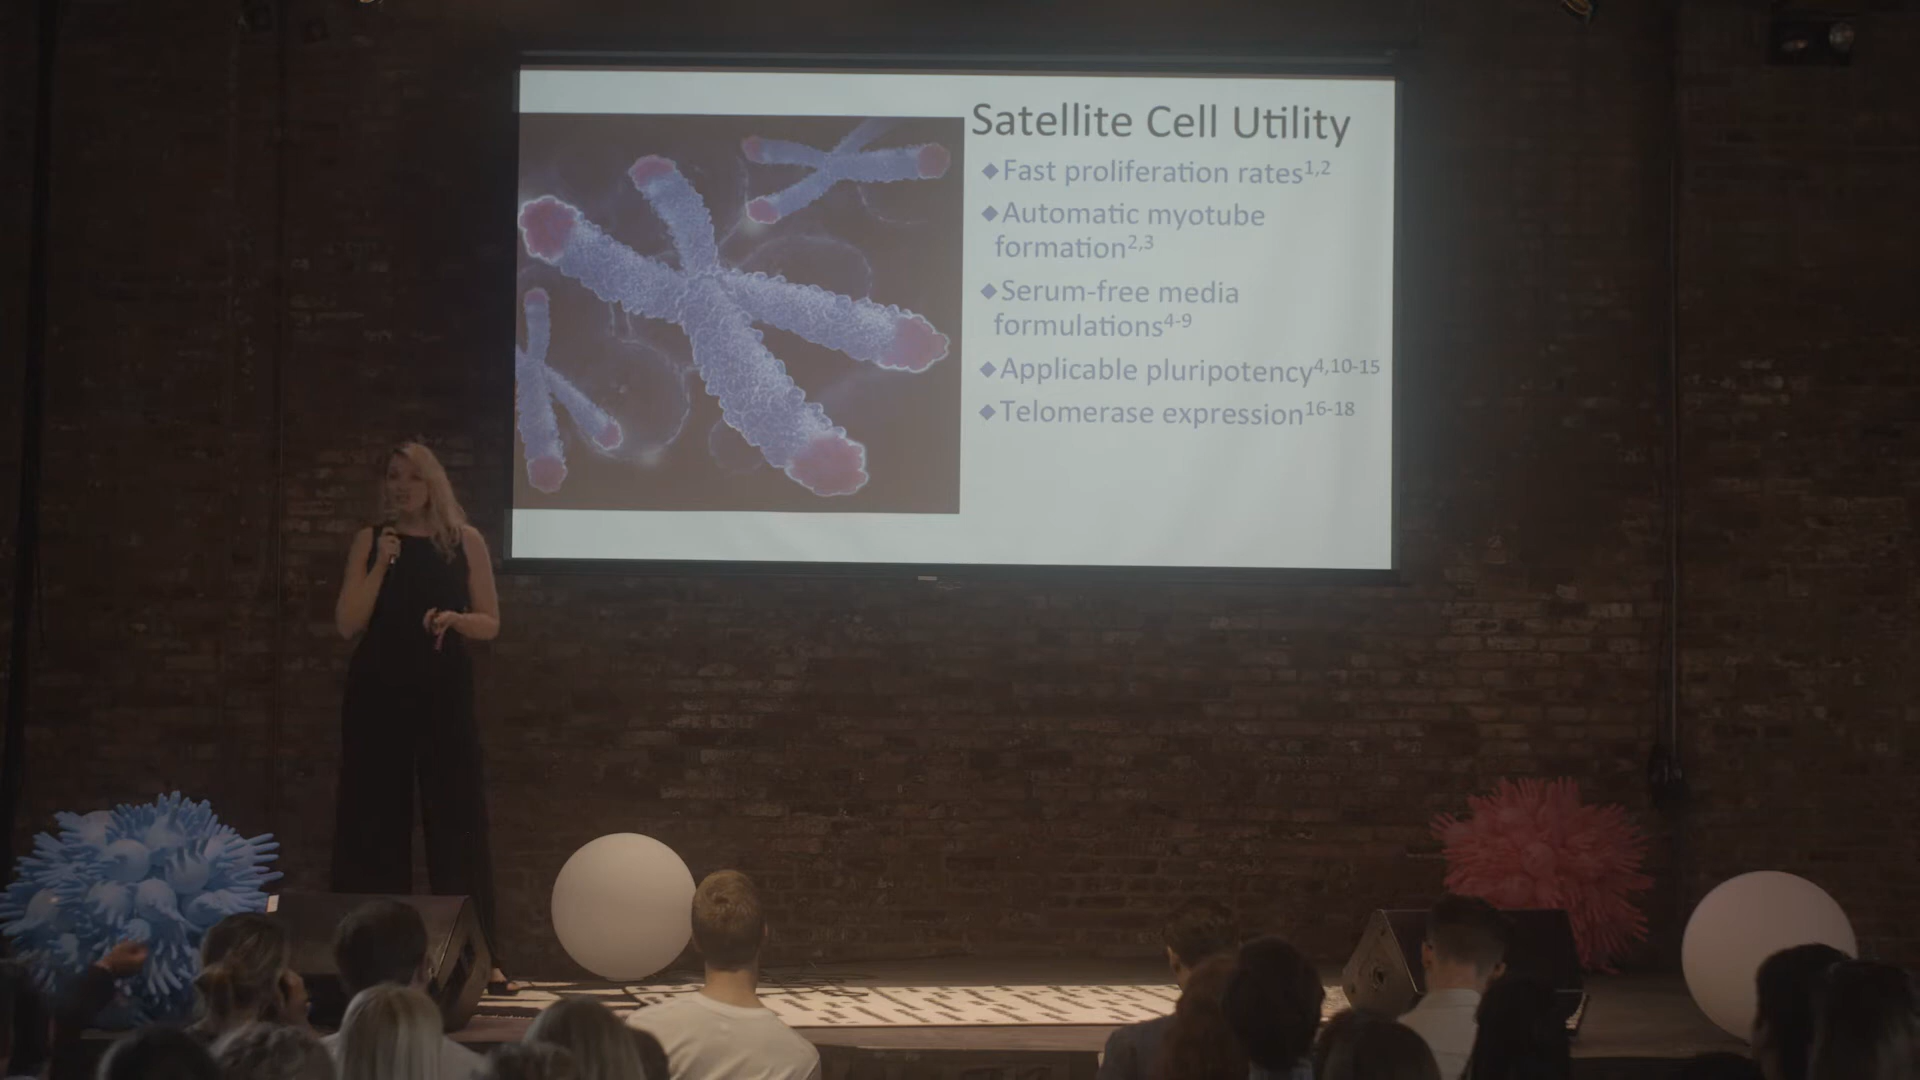 Satellite Cell Utility
◆Fast proliferation rates1,2
◆Automatic myotube
formation2,3
◆Serum-free media
formulations4-9
◆Applicable pluripotency4,10-15
◆Telomerase expression16-18